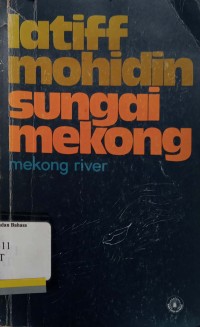 latiff
mohidin
sungai
mekong
mekong river
11
T